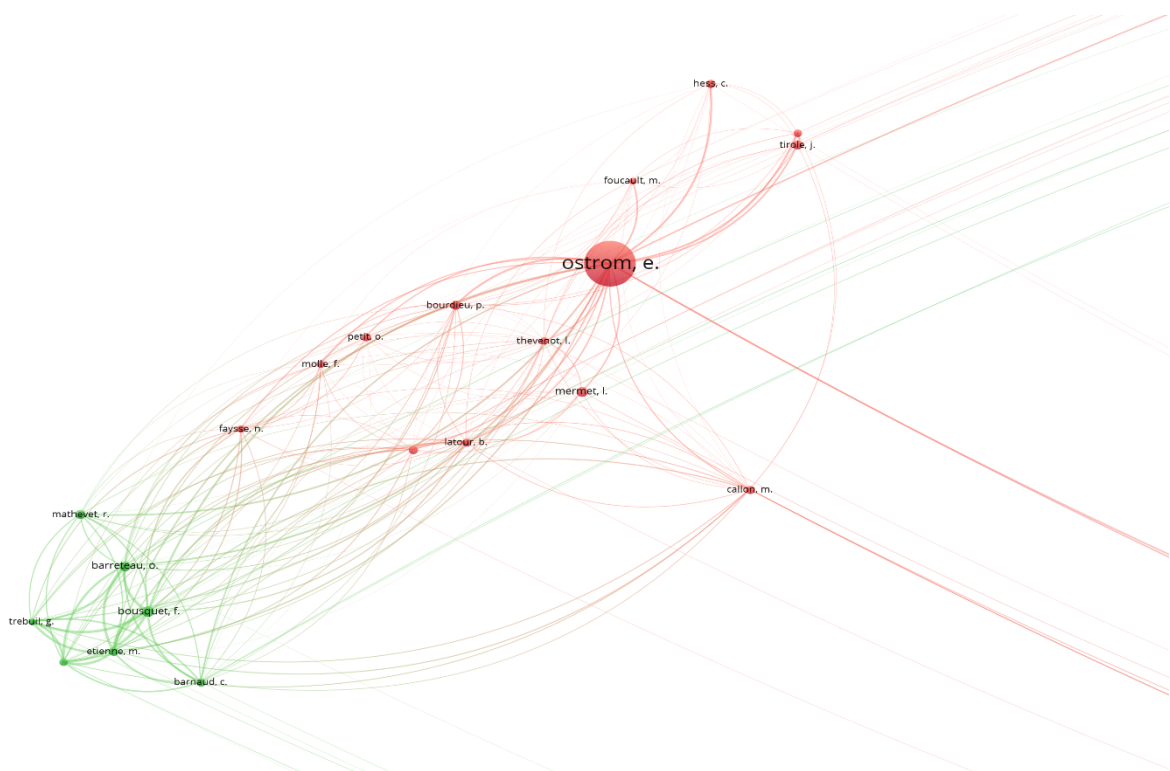 hess, c.
tirole, j.
foucault, m.
ostrom, e.
bourdieu, p.
petit, o.
thevenot, l.
molle, f.
mermet, l.
faysse, n.
latour, b.
callon, m.
mathevet, r.
barreteau, o.
bousquet, f.
trebuil, g.
etienne, m.
barnaud, c.